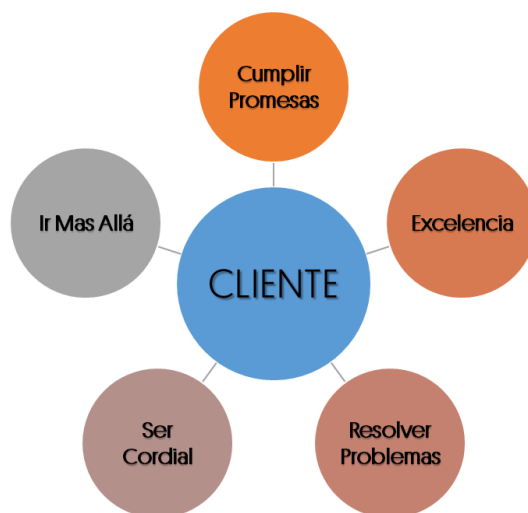 Cumplir
Promesas
Ir Mas Allá
Excelencia
CLIENTE
Ser
Cordial
Resolver
Problemas